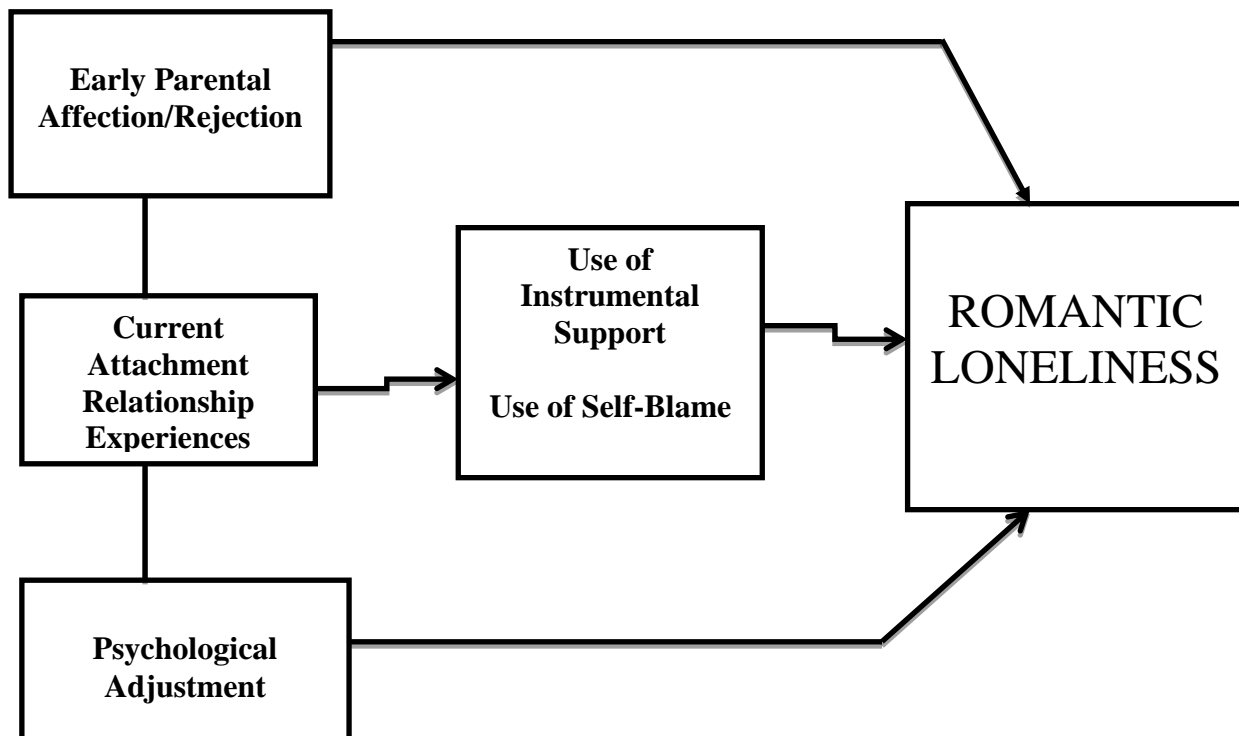 Early Parental
Affection/Rejection
Current
Attachment
Relationship
Experiences
Use of
Instrumental
Support
Use of Self-Blame
ROMANTIC
LONELINESS
Psychological
Adjustment